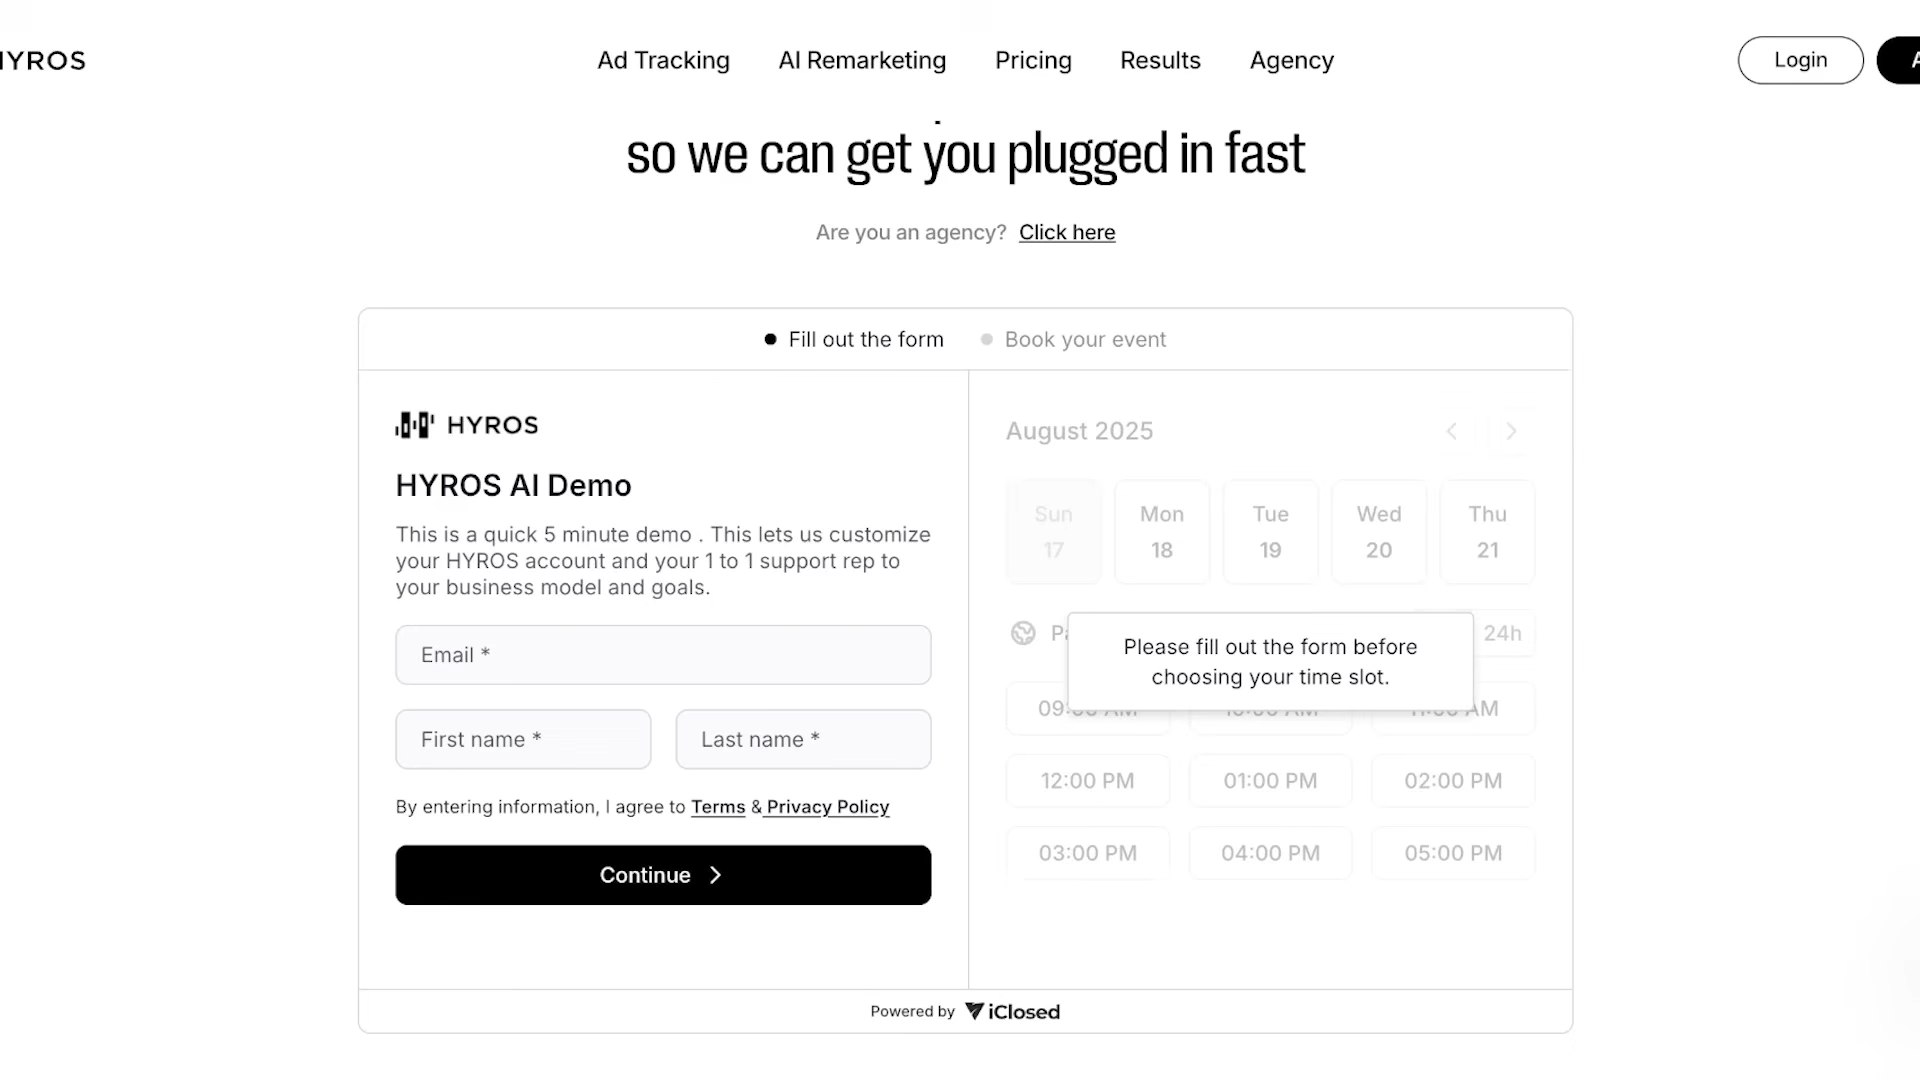 HYROS
Ad Tracking
AI Remarketing
Pricing
Results
Agency
Login
so we can get you plugged in fast
Are you an agency? Click here
Fill out the form
Book your event
HYROS
HYROS AI Demo
This is a quick 5 minute demo . This lets us customize
your HYROS account and your 1 to 1 support rep to
your business model and goals.
Email *
First name *
Last name *
By entering information, I agree to Terms & Privacy Policy
Continue
August 2025
Sun
17
Mon
18
Tue
19
Wed
20
Thu
21
24h
Please fill out the form before
choosing your time slot.
12:00 PM
01:00 PM
02:00 PM
03:00 PM
04:00 PM
05:00 PM
Powered by iClosed